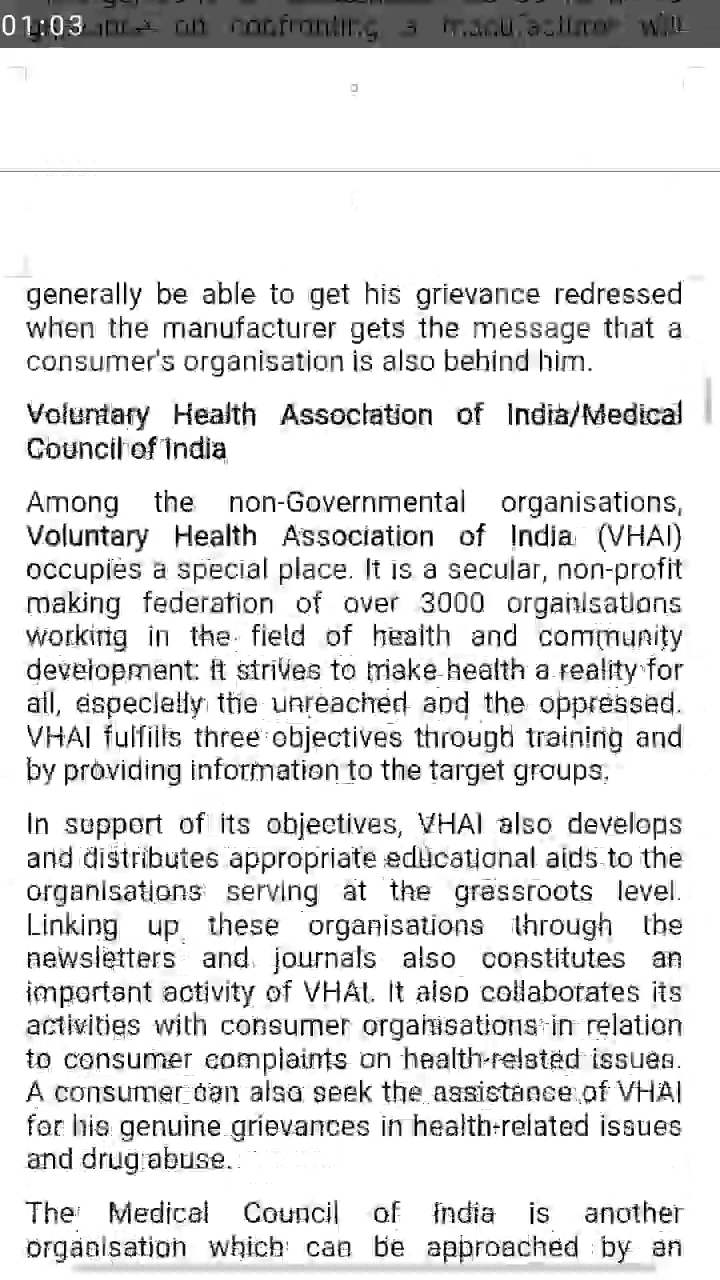 01:03
on confronting a manufacturer will
9
generally be able to get his grievance redressed
when the manufacturer gets the message that a
consumer's organisation is also behind him.
Voluntary Health Association of India/Medical
Council of India
Among the non-Governmental organisations,
Voluntary Health Association of India (VHAI)
occupies a special place. It is a secular, non-profit
making federation of over 3000 organisations
working in the field of health and community
development: It strives to make health a reality for
all, especially the unreached and the oppressed.
VHAI fulfills three objectives through training and
by providing information to the target groups.
In support of its objectives, VHAI also develops
and distributes appropriate educational aids to the
organisations serving at the grassroots level.
Linking up these organisations through the
newsletters and journals also constitutes an
important activity of VHAI. It also collaborates its
activities with consumer organisations in relation
to consumer complaints on health-related issues.
A consumer can also seek the assistance of VHAI
for his genuine grievances in health-related issues
and drug abuse.
The Medical Council of India is another
organisation which can be approached by an